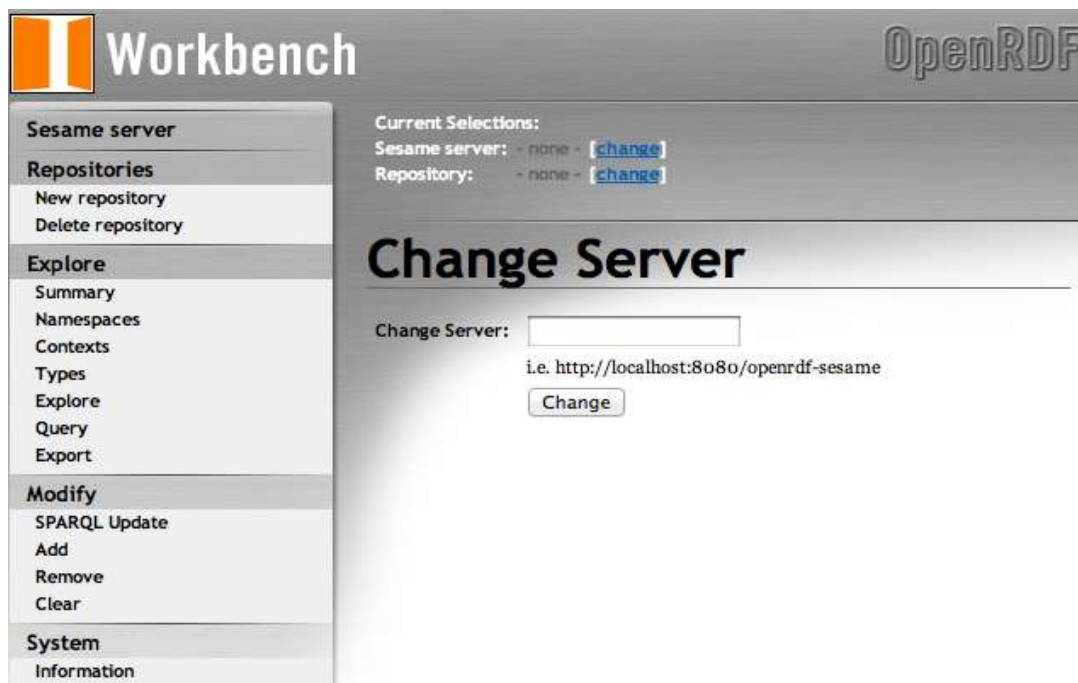 Workbench
OpenRDF
Sesame server
Repositories
New repository
Delete repository
Explore
Summary
Namespaces
Contexts
Types
Explore
Query
Export
Modify
SPARQL Update
Add
Remove
Clear
System
Information
Current Selections:
Sesame server: - none - [change]
Repository: - none - [change]
Change Server
Change Server:
i.e. http://localhost:8080/openrdf-sesame
Change